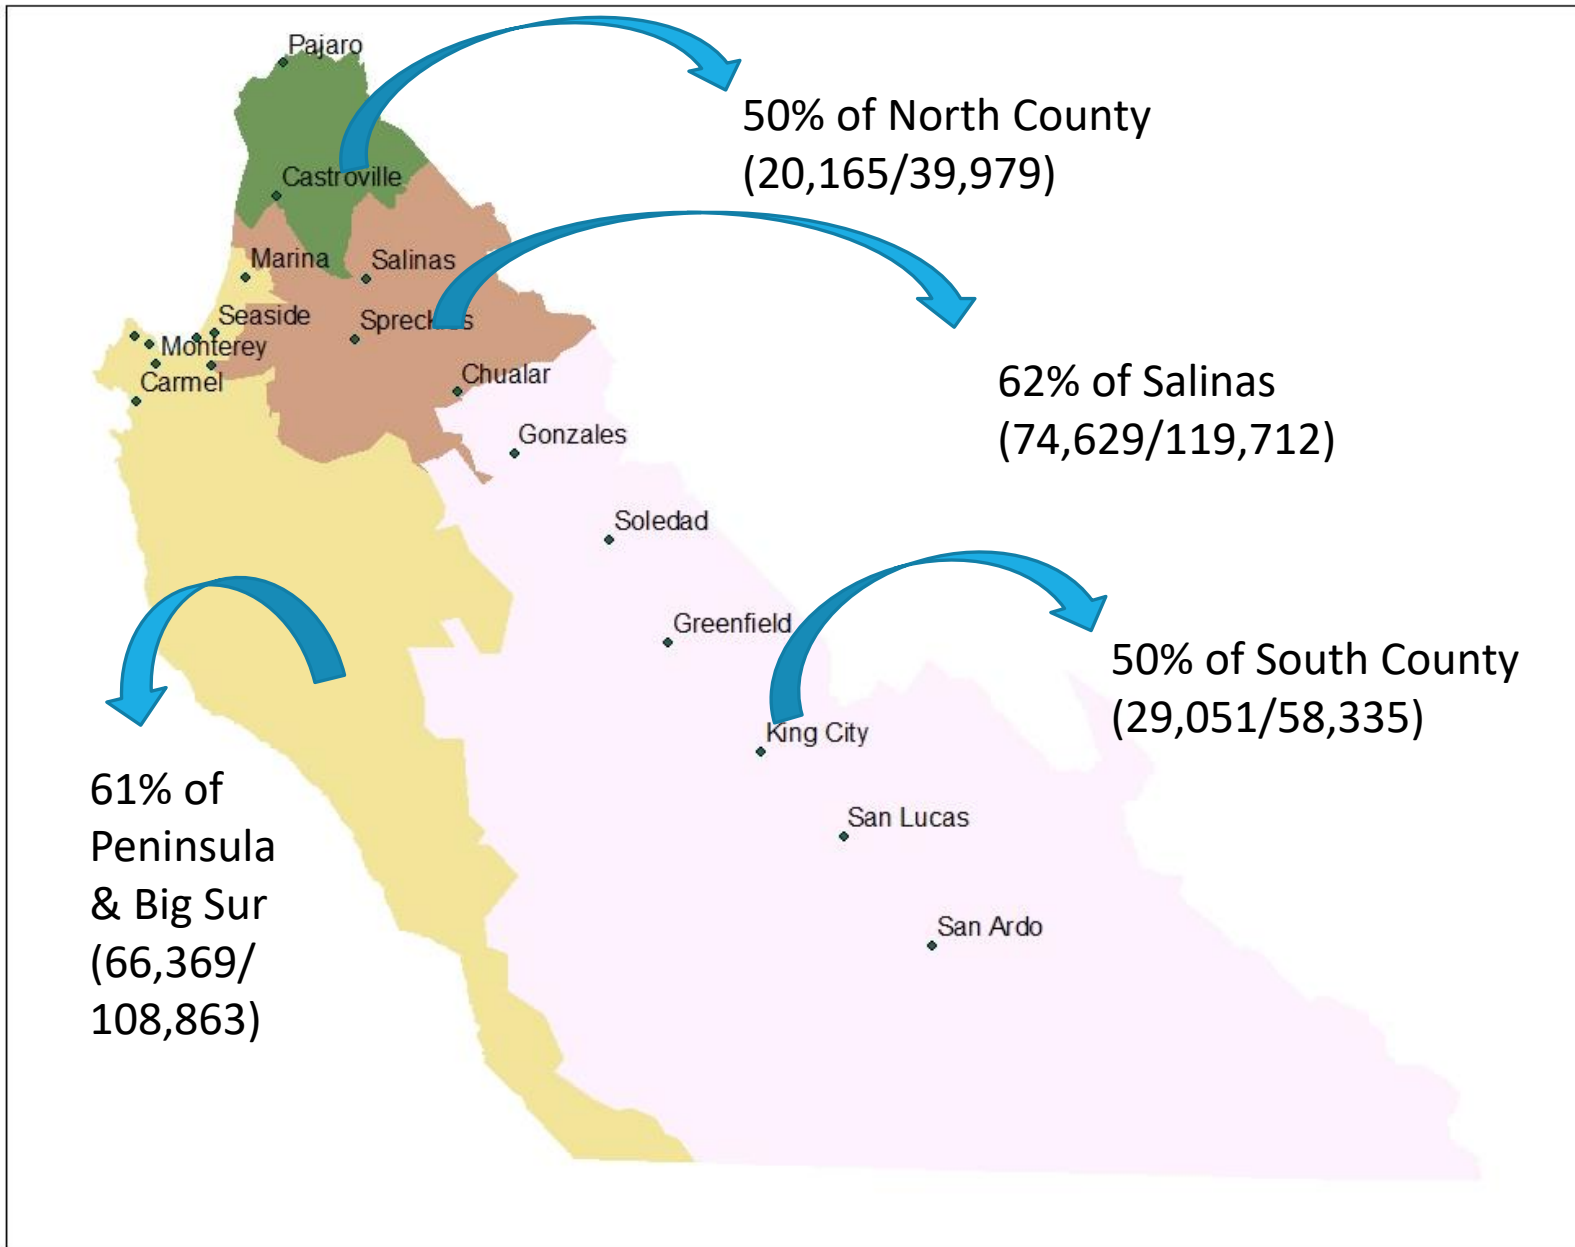 Pajaro
50% of North County
(20,165/39,979)
Castroville
Marina
Salinas
Seaside
Spreckles
Monterey
Carmel
Chualar
62% of Salinas
(74,629/119,712)
Gonzales
Soledad
Greenfield
50% of South County
(29,051/58,335)
King City
61% of
Peninsula
& Big Sur
(66,369/
108,863)
San Lucas
San Ardo